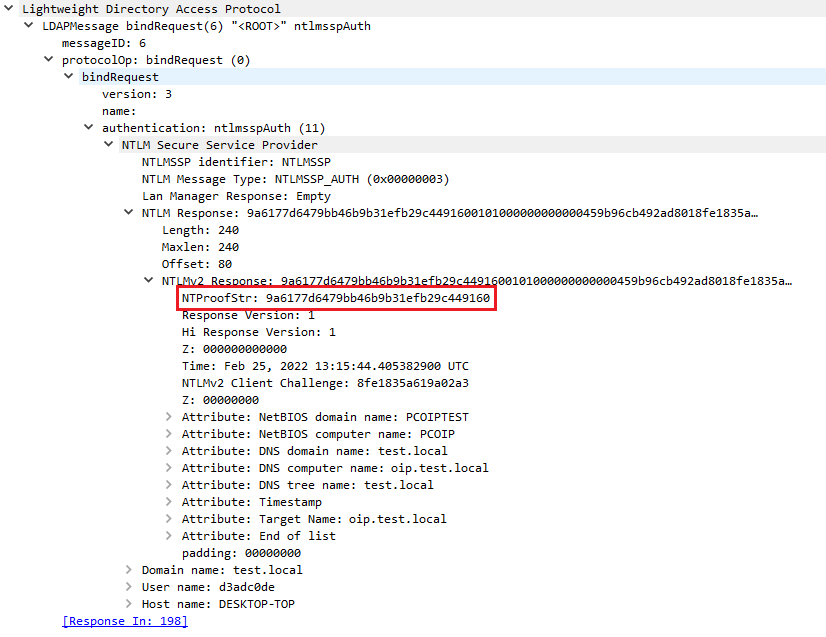 Lightweight Directory Access Protocol
LDAPMessage bindRequest(6) "<ROOT>" ntlmsspAuth
messageID: 6
protocolOp: bindRequest (0)
bindRequest
version: 3
name:
authentication: ntlmsspAuth (11)
NTLM Secure Service Provider
NTLMSSP identifier: NTLMSSP
NTLM Message Type: NTLMSSP_AUTH (0x00000003)
Lan Manager Response: Empty
NTLM Response: 9a6177d6479bb46b9b31efb29c4491600101000000000000459b96cb492ad8018fe1835a…
Length: 240
Maxlen: 240
Offset: 80
NTLMv2 Response: 9a6177d6479bb46b9b31efb29c4491600101000000000000459b96cb492ad8018fe1835a…
NTProofStr: 9a6177d6479bb46b9b31efb29c449160
Response Version: 1
Hi Response Version: 1
Z: 000000000000
Time: Feb 25, 2022 13:15:44.405382900 UTC
NTLMv2 Client Challenge: 8fe1835a619a02a3
Z: 00000000
Attribute: NetBIOS domain name: PCOIPTEST
Attribute: NetBIOS computer name: PCOIP
Attribute: DNS domain name: test.local
Attribute: DNS computer name: oip.test.local
Attribute: DNS tree name: test.local
Attribute: Timestamp
Attribute: Target Name: oip.test.local
Attribute: End of list
padding: 00000000
Domain name: test.local
User name: d3adc0de
Host name: DESKTOP-TOP
[Response In: 198]